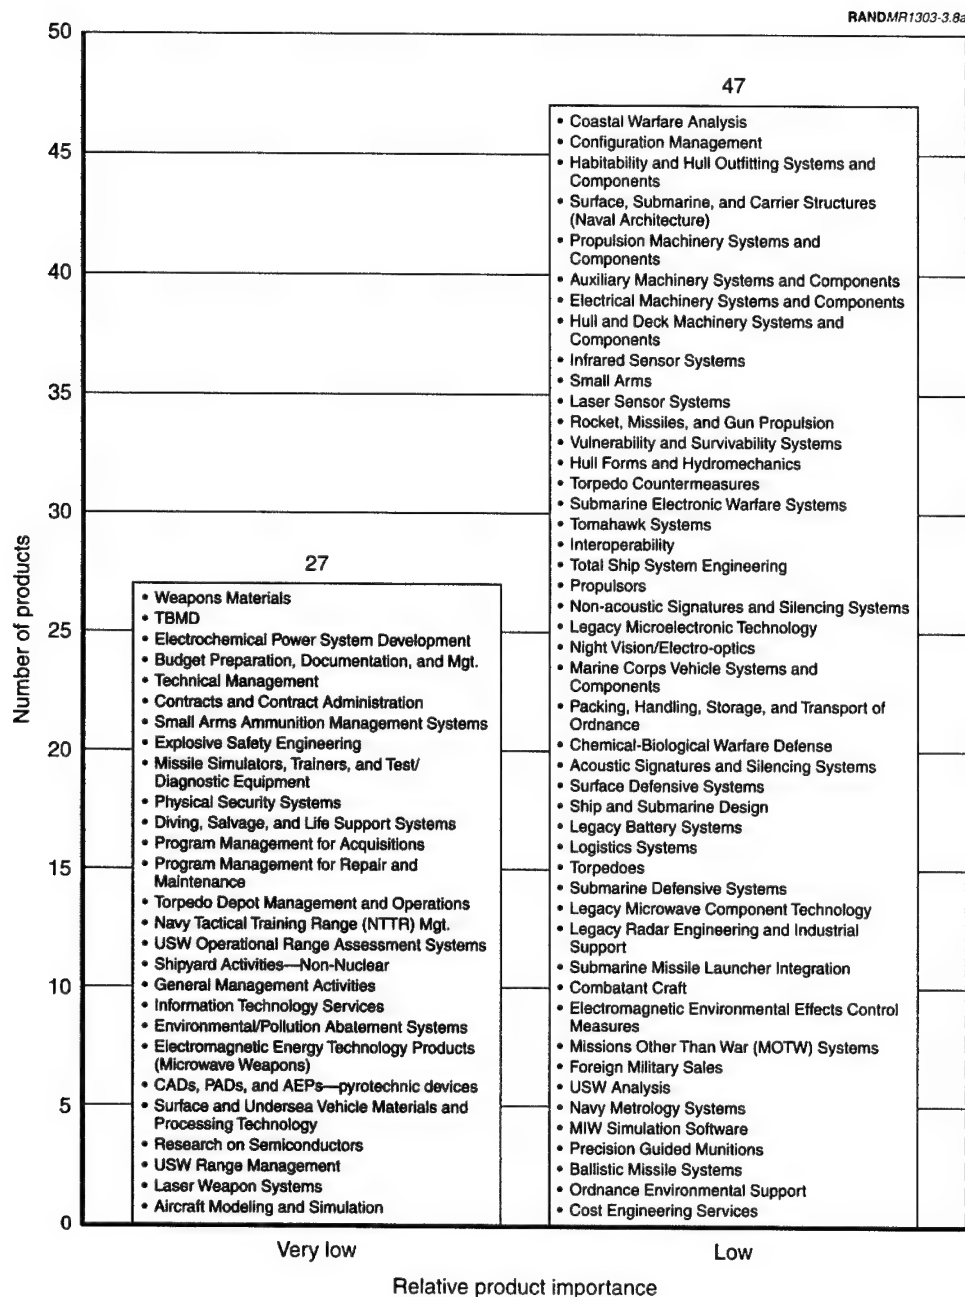 RANDMR1303-3.8a
50
45
40
35
30
25
20
15
10
5
0
Number of products
27
• Weapons Materials
• TBMD
• Electrochemical Power System Development
• Budget Preparation, Documentation, and Mgt.
• Technical Management
• Contracts and Contract Administration
• Small Arms Ammunition Management Systems
• Explosive Safety Engineering
• Missile Simulators, Trainers, and Test/
Diagnostic Equipment
• Physical Security Systems
• Diving, Salvage, and Life Support Systems
• Program Management for Acquisitions
• Program Management for Repair and
Maintenance
• Torpedo Depot Management and Operations
• Navy Tactical Training Range (NTTR) Mgt.
• USW Operational Range Assessment Systems
• Shipyard Activities—Non-Nuclear
• General Management Activities
• Information Technology Services
• Environmental/Pollution Abatement Systems
• Electromagnetic Energy Technology Products
(Microwave Weapons)
• CADs, PADs, and AEPs—pyrotechnic devices
• Surface and Undersea Vehicle Materials and
Processing Technology
• Research on Semiconductors
• USW Range Management
• Laser Weapon Systems
• Aircraft Modeling and Simulation
47
• Coastal Warfare Analysis
• Configuration Management
• Habitability and Hull Outfitting Systems and
Components
• Surface, Submarine, and Carrier Structures
(Naval Architecture)
• Propulsion Machinery Systems and
Components
• Auxiliary Machinery Systems and Components
• Electrical Machinery Systems and Components
• Hull and Deck Machinery Systems and
Components
• Infrared Sensor Systems
• Small Arms
• Laser Sensor Systems
• Rocket, Missiles, and Gun Propulsion
• Vulnerability and Survivability Systems
• Hull Forms and Hydromechanics
• Torpedo Countermeasures
• Submarine Electronic Warfare Systems
• Tomahawk Systems
• Interoperability
• Total Ship System Engineering
• Propulsors
• Non-acoustic Signatures and Silencing Systems
• Legacy Microelectronic Technology
• Night Vision/Electro-optics
• Marine Corps Vehicle Systems and
Components
• Packing, Handling, Storage, and Transport of
Ordnance
• Chemical-Biological Warfare Defense
• Acoustic Signatures and Silencing Systems
• Surface Defensive Systems
• Ship and Submarine Design
• Legacy Battery Systems
• Logistics Systems
• Torpedoes
• Submarine Defensive Systems
• Legacy Microwave Component Technology
• Legacy Radar Engineering and Industrial
Support
• Submarine Missile Launcher Integration
• Combatant Craft
• Electromagnetic Environmental Effects Control
Measures
• Missions Other Than War (MOTW) Systems
• Foreign Military Sales
• USW Analysis
• Navy Metrology Systems
• MIW Simulation Software
• Precision Guided Munitions
• Ballistic Missile Systems
• Ordnance Environmental Support
• Cost Engineering Services
Very low
Low
Relative product importance